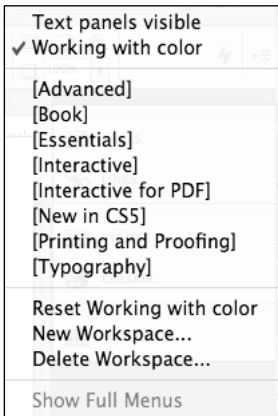 Text panels visible
✓ Working with color
[Advanced]
[Book]
[Essentials]
[Interactive]
[Interactive for PDF]
[New in CS5]
[Printing and Proofing]
[Typography]
Reset Working with color
New Workspace...
Delete Workspace...
Show Full Menus